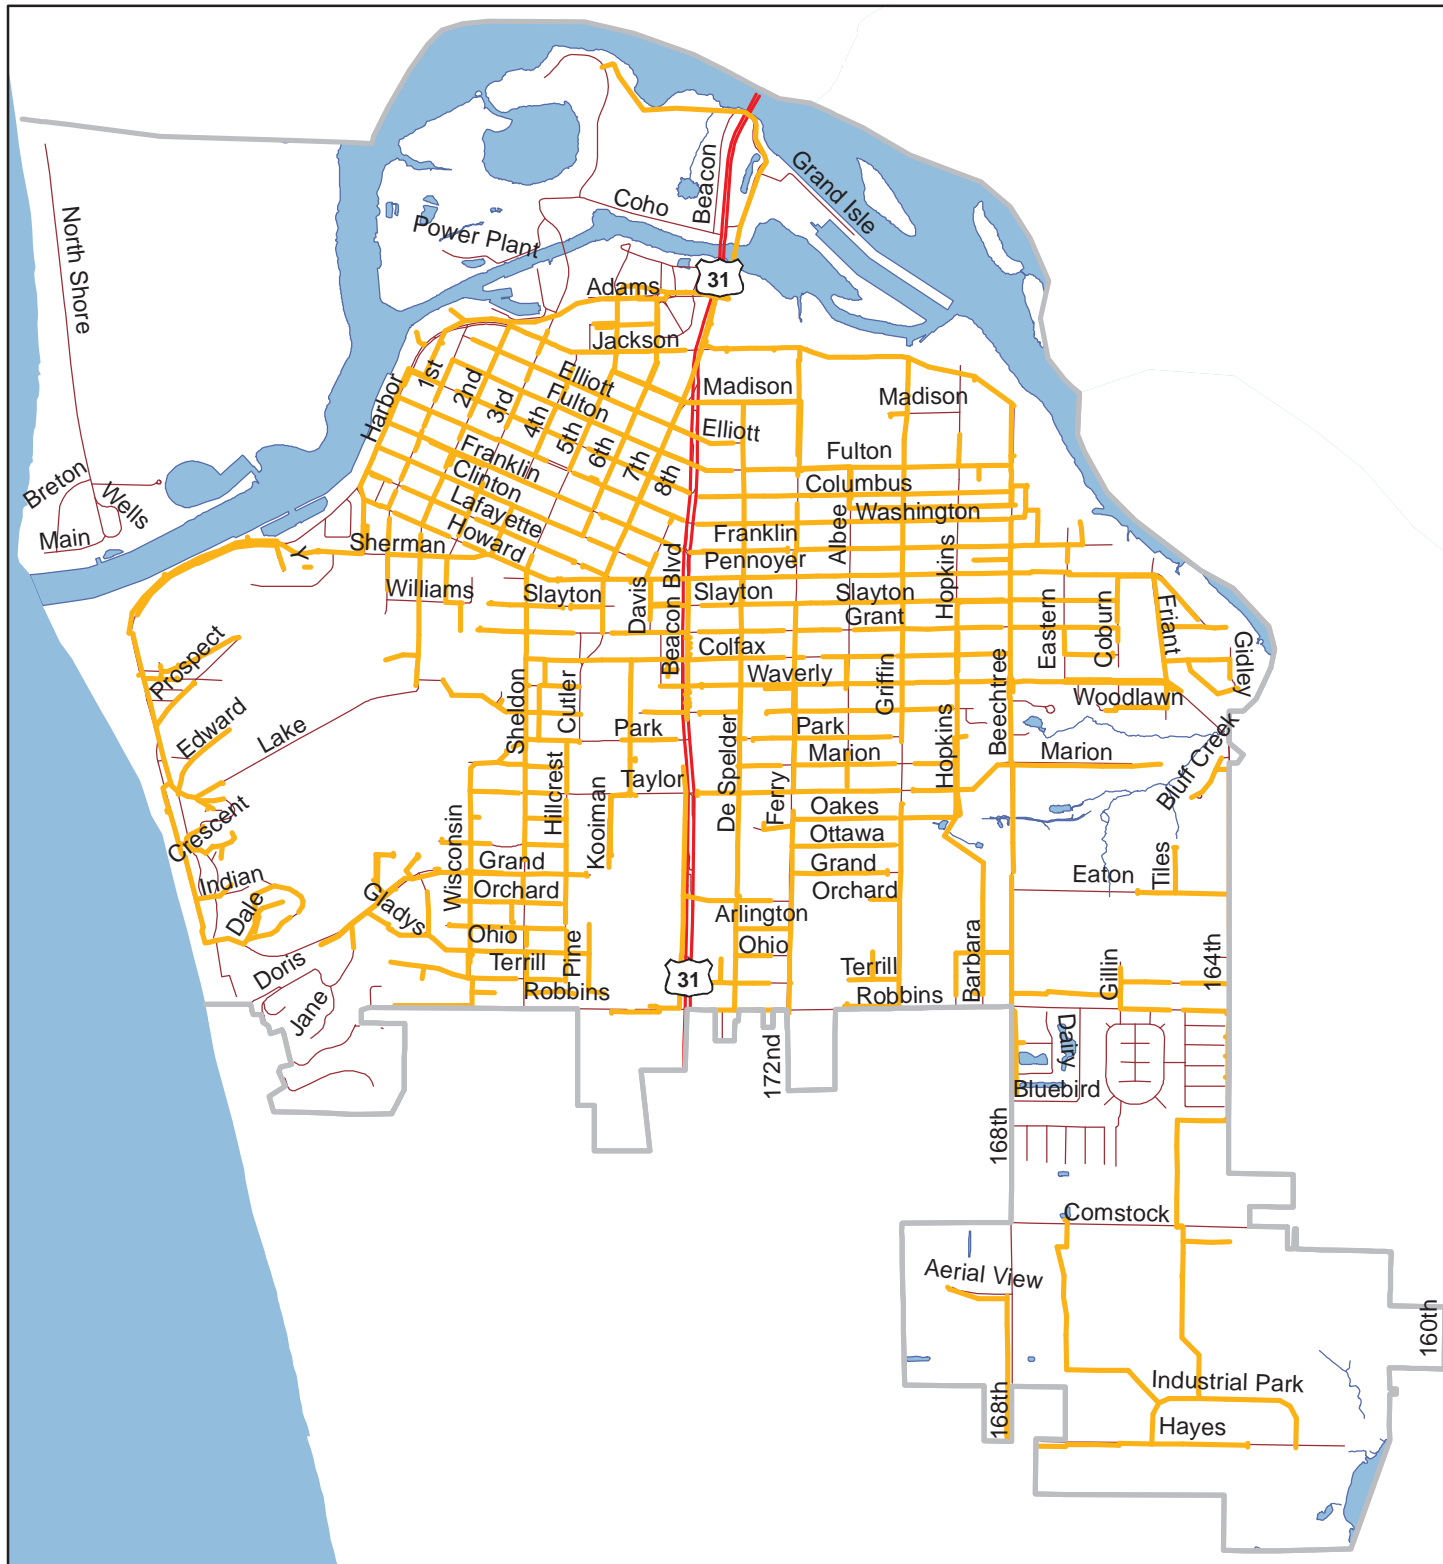 Beacon
Grand Isle
Coho
North Shore
Power Plant
31
Adams
Jackson
Elliott
Madison
Madison
1st
2nd
3rd
4th
5th
6th
7th
8th
Harbor
Fulton
Elliott
Fulton
Franklin
Clinton
Columbus
Breton
Wells
Main
Lafayette
Howard
Washington
Albee
Franklin
Sherman
Y
Pennoyer
Hopkins
Beacon Blvd
Williams
Slayton
Davis
Slayton
Slayton
Grant
Eastern
Coburn
Friant
Gidley
Colfax
Prospect
Waverly
Griffin
Woodlawn
Sheldon
Cutler
Edward
Lake
Park
De Spelder
Park
Hopkins
Beechtree
Marion
Marion
Bluff Creek
Taylor
Hillcrest
Kooiman
Ferry
Oakes
Crescent
Wisconsin
Ottawa
Grand
Grand
Tiles
Eaton
Indian
Orchard
Orchard
Dale
Gladys
Arlington
Ohio
Ohio
Pine
Barbara
Doris
Terrill
Terrill
Gillin
164th
31
Robbins
Robbins
Jane
Dairy
172nd
Bluebird
168th
Comstock
Aerial View
160th
Industrial Park
168th
Hayes